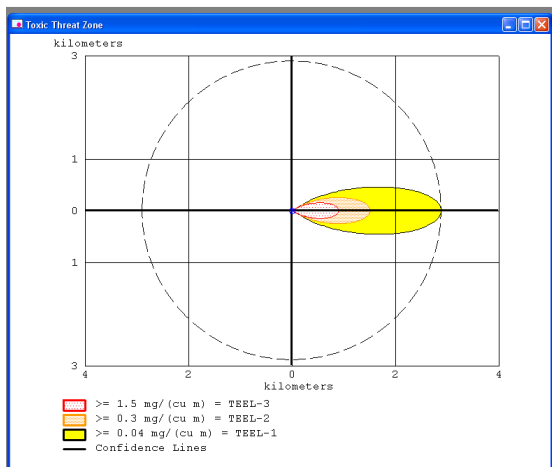 Toxic Threat Zone
kilometers
3
1
0
1
3
4 2 0 2 4
kilometers
>= 1.5 mg/(cu m) = TEEL-3
>= 0.3 mg/(cu m) = TEEL-2
>= 0.04 mg/(cu m) = TEEL-1
Confidence Lines